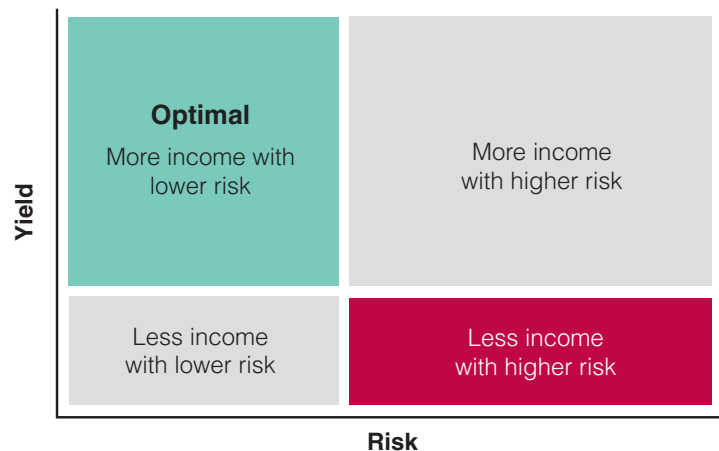 Yield
Optimal
More income with
lower risk
More income
with higher risk
Less income
with lower risk
Less income
with higher risk
Risk